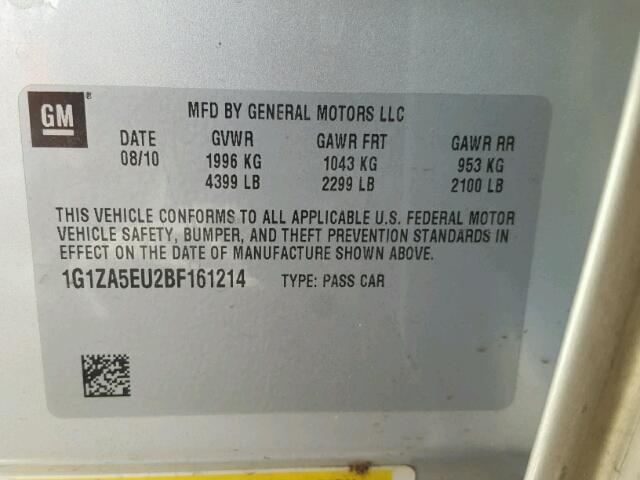 GM ®
MFD BY GENERAL MOTORS LLC
DATE GVWR GAWR FRT GAWR RR
08/10 1996 KG 1043 KG 953 KG
4399 LB 2299 LB 2100 LB
THIS VEHICLE CONFORMS TO ALL APPLICABLE U.S. FEDERAL MOTOR
VEHICLE SAFETY, BUMPER, AND THEFT PREVENTION STANDARDS IN
EFFECT ON THE DATE OF MANUFACTURE SHOWN ABOVE.
1G1ZA5EU2BF161214 TYPE: PASS CAR